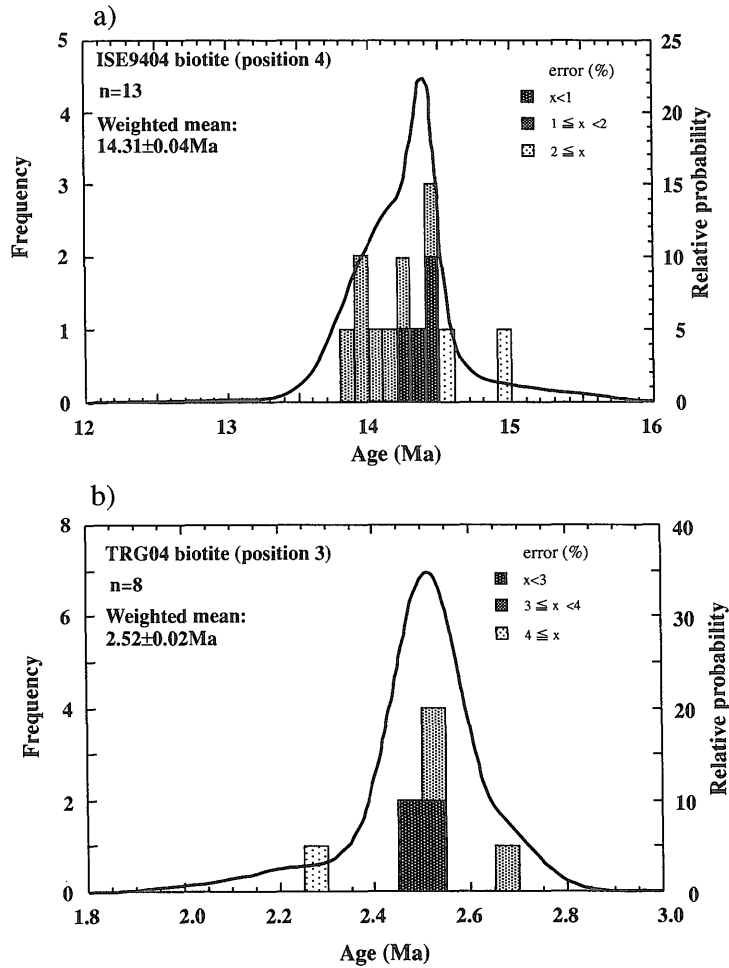 a)
ISE9404 biotite (position 4)
n=13
Weighted mean:
14.31±0.04Ma
error (%)
x<1
1 ≦ x <2
2 ≦ x
Frequency
5
4
3
2
1
0
Relative probability
25
20
15
10
5
0
12 13 14 15 16
Age (Ma)
b)
TRG04 biotite (position 3)
n=8
Weighted mean:
2.52±0.02Ma
error (%)
x<3
3 ≦ x <4
4 ≦ x
Frequency
8
6
4
2
0
Relative probability
40
30
20
10
0
1.8 2.0 2.2 2.4 2.6 2.8 3.0
Age (Ma)